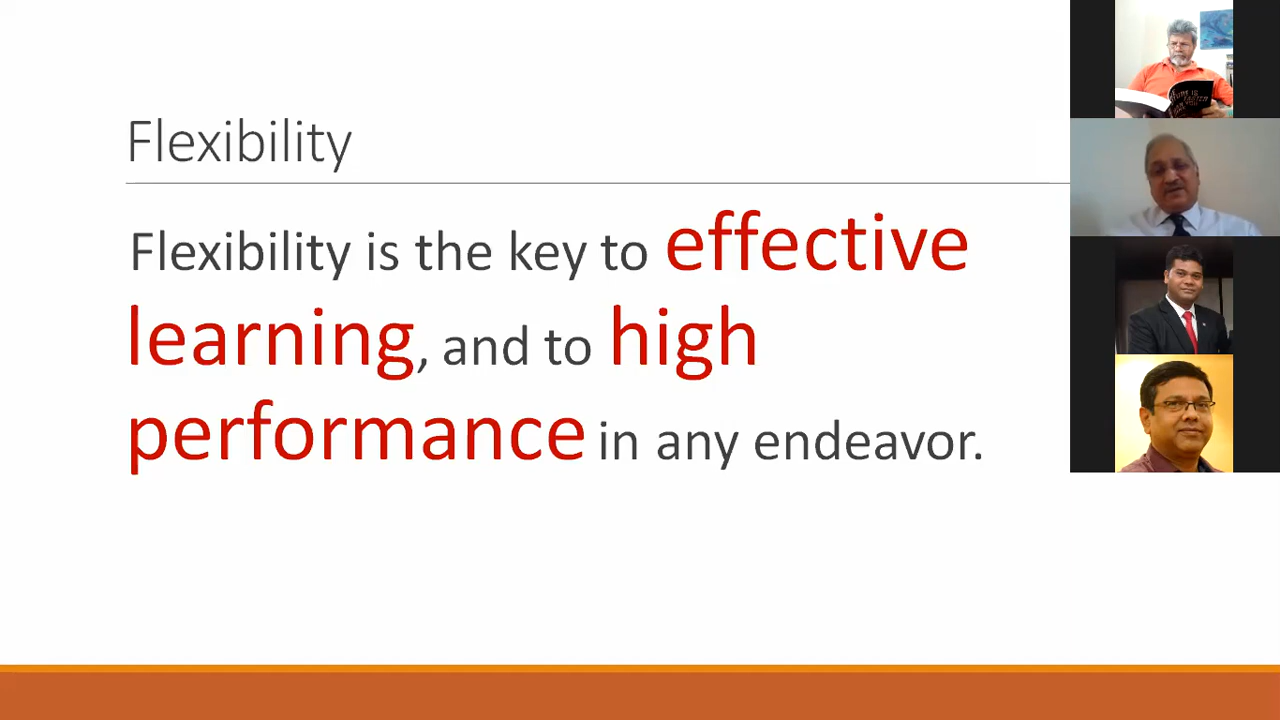 Flexibility
Flexibility is the key to effective
learning, and to high
performance in any endeavor.